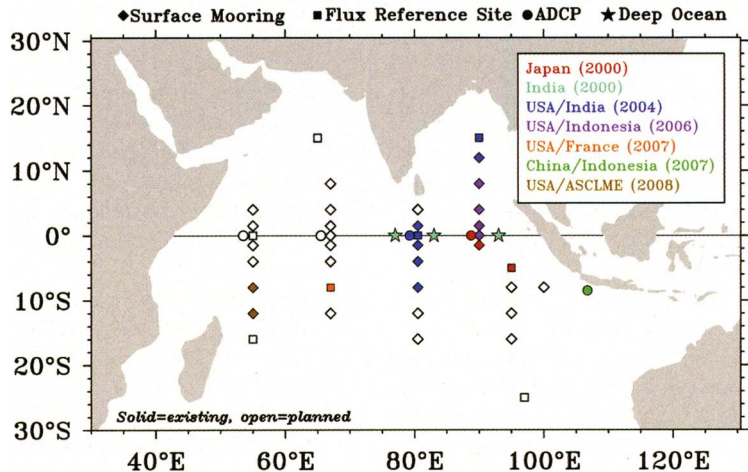 Surface Mooring Flux Reference Site ADCP Deep Ocean
30°N
20°N
10°N
0°
10°S
20°S
30°S
Japan (2000)
India (2000)
USA/India (2004)
USA/Indonesia (2006)
USA/France (2007)
China/Indonesia (2007)
USA/ASCLME (2008)
Solid=existing, open=planned
40°E 60°E 80°E 100°E 120°E